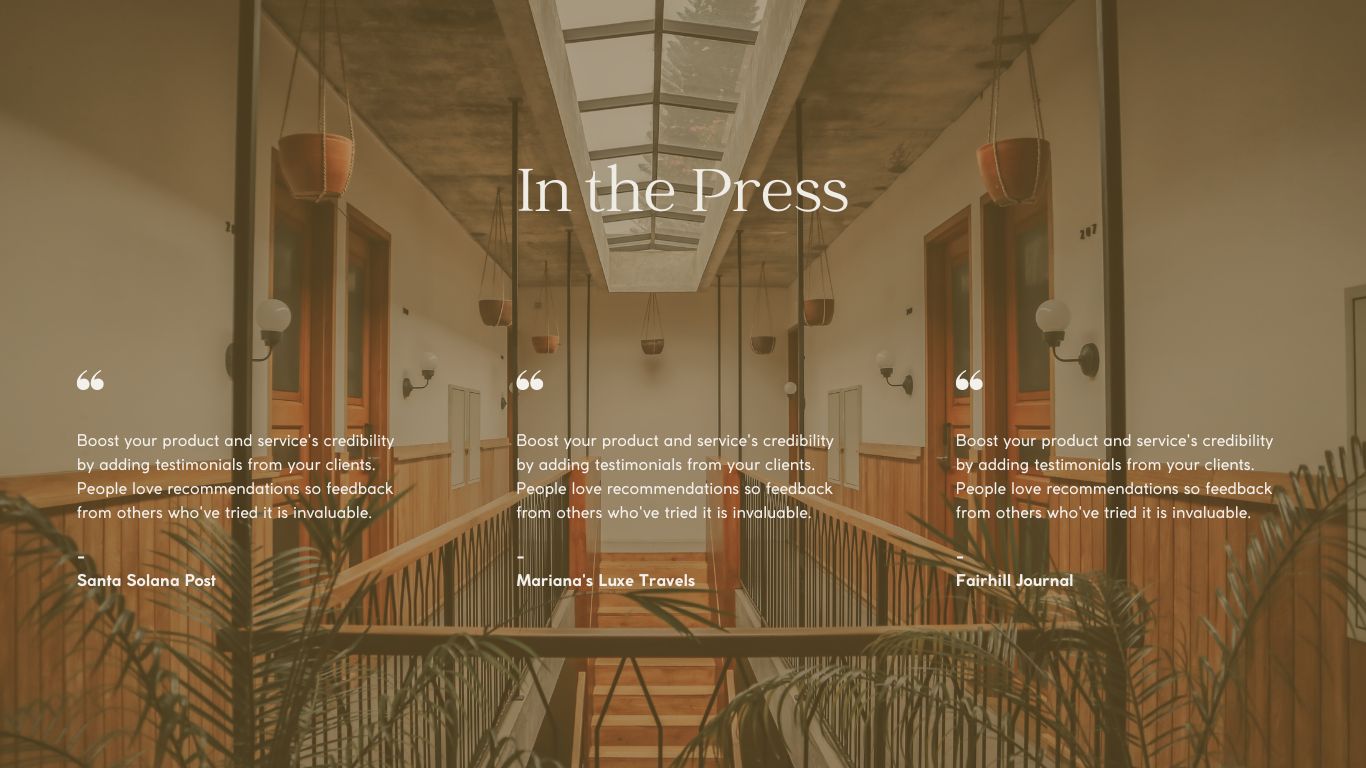 In the Press
❝
Boost your product and service's credibility
by adding testimonials from your clients.
People love recommendations so feedback
from others who've tried it is invaluable.
-
Santa Solana Post
❝
Boost your product and service's credibility
by adding testimonials from your clients.
People love recommendations so feedback
from others who've tried it is invaluable.
-
Mariana's Luxe Travels
❝
Boost your product and service's credibility
by adding testimonials from your clients.
People love recommendations so feedback
from others who've tried it is invaluable.
-
Fairhill Journal
207